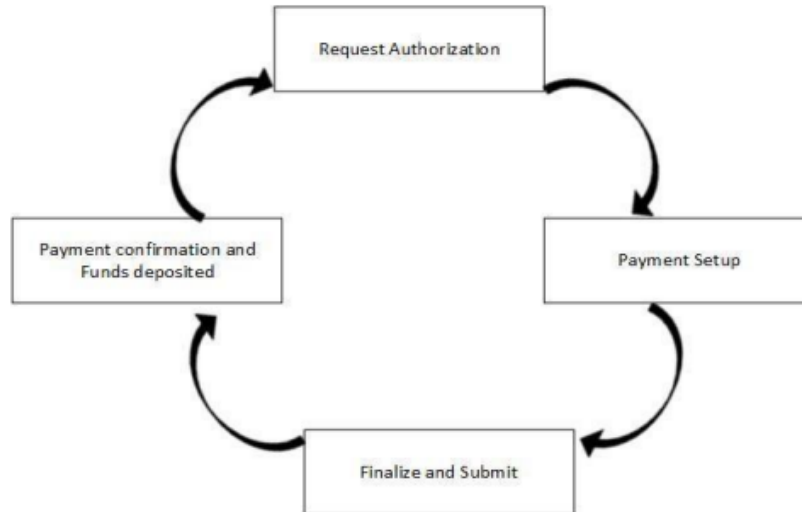 Request Authorization
Payment confirmation and
Funds deposited
Payment Setup
Finalize and Submit